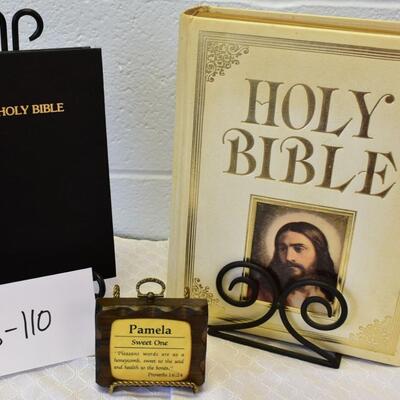 HOLY BIBLE
HOLY
BIBLE
-110
Pamela
Sweet One
"Pleasant words are as a
honeycomb, sweet to the soul
and health to the bones."
Proverbs 16:24